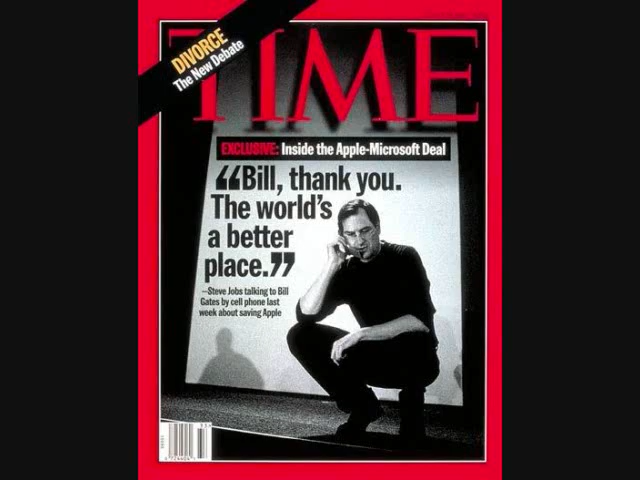 DIVORCE
The New Debate
TIME
EXCLUSIVE: Inside the Apple-Microsoft Deal
“Bill, thank you.
The world's
a better
place.”
—Steve Jobs talking to Bill
Gates by cell phone last
week about saving Apple